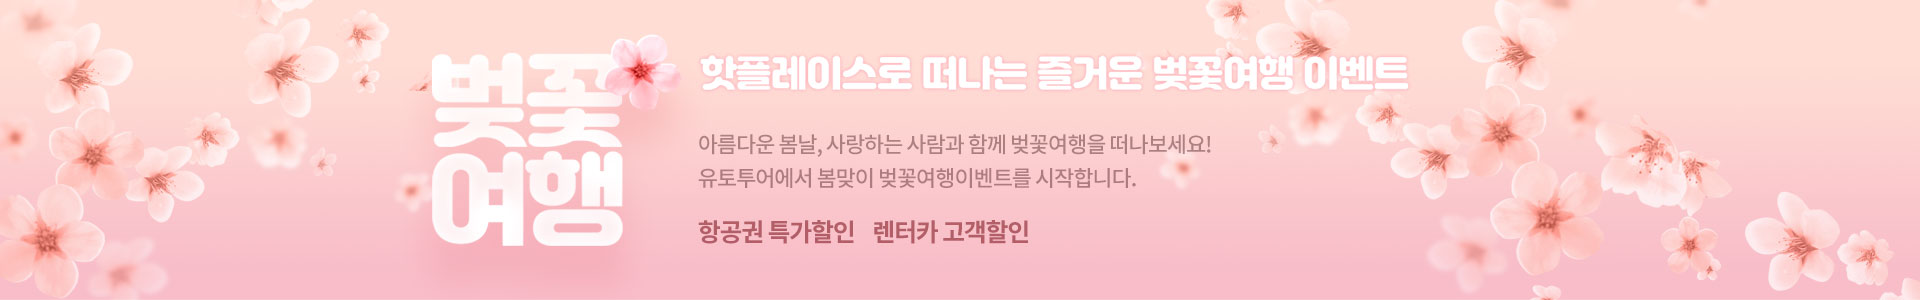 벚꽃
여행
핫플레이스로 떠나는 즐거운 벚꽃여행 이벤트
아름다운 봄날, 사랑하는 사람과 함께 벚꽃여행을 떠나보세요!
유토투어에서 봄맞이 벚꽃여행이벤트를 시작합니다.
항공권 특가할인 렌터카 고객할인